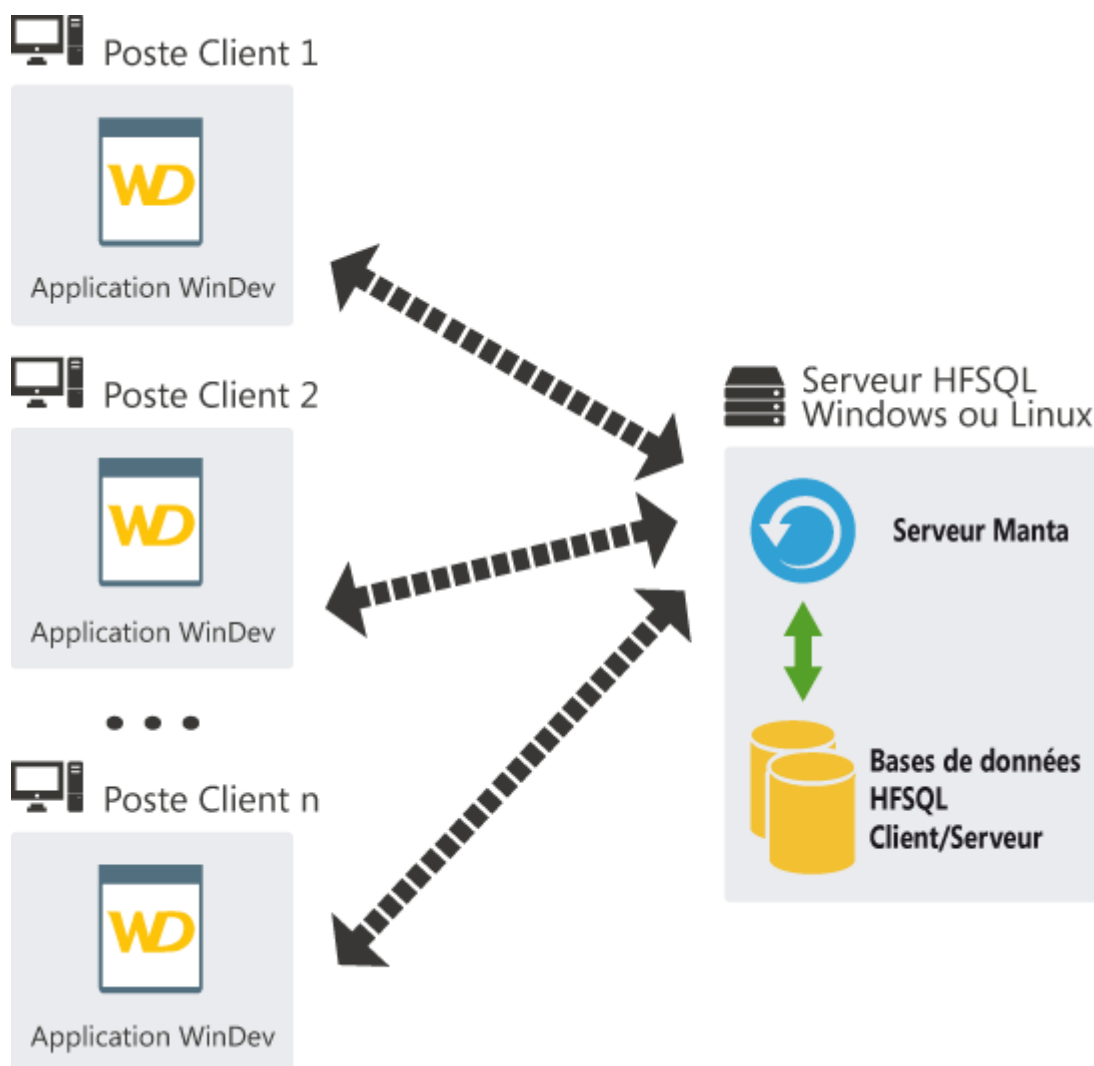 Poste Client 1
WD
Application WinDev
Poste Client 2
WD
Application WinDev
Poste Client n
WD
Application WinDev
Serveur HFSQL
Windows ou Linux
Serveur Manta
Bases de données
HFSQL
Client/Serveur